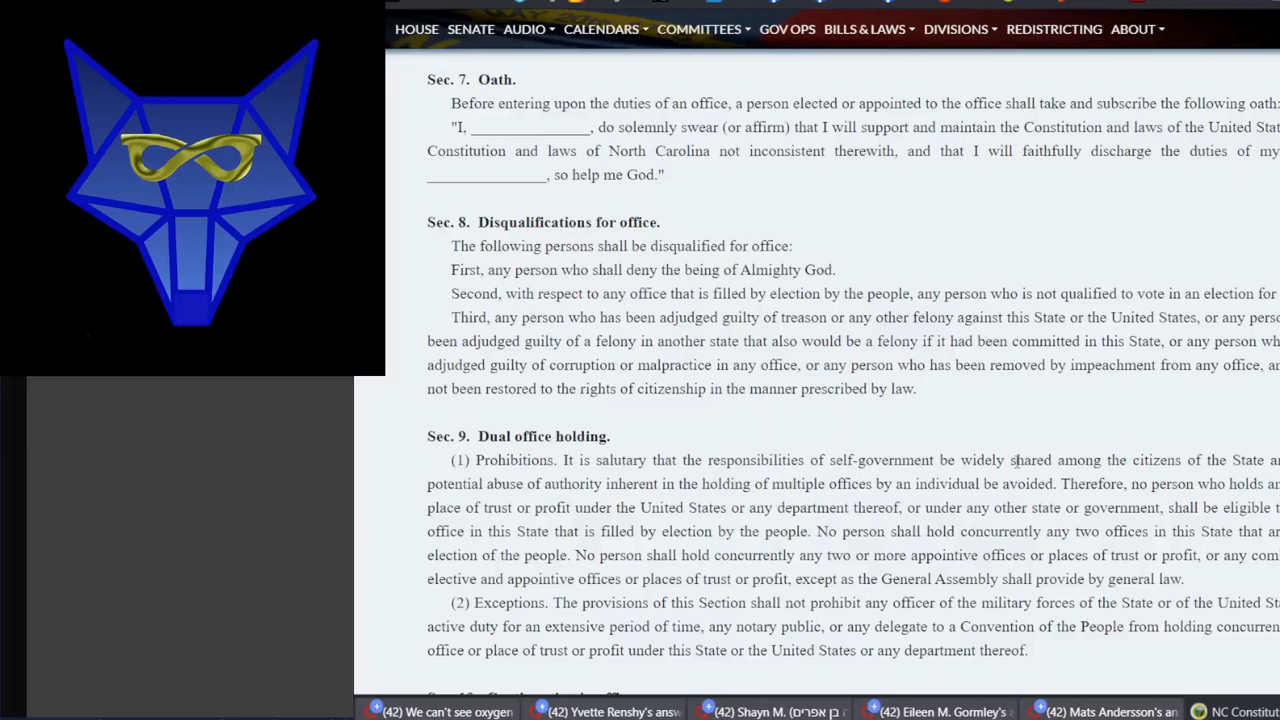 HOUSE SENATE AUDIO CALENDARS COMMITTEES GOV OPS BILLS & LAWS DIVISIONS REDISTRICTING ABOUT
Sec. 7. Oath.
Before entering upon the duties of an office, a person elected or appointed to the office shall take and subscribe the following oath:
"I, _______________, do solemnly swear (or affirm) that I will support and maintain the Constitution and laws of the United Stat
Constitution and laws of North Carolina not inconsistent therewith, and that I will faithfully discharge the duties of my
_______________, so help me God."
Sec. 8. Disqualifications for office.
The following persons shall be disqualified for office:
First, any person who shall deny the being of Almighty God.
Second, with respect to any office that is filled by election by the people, any person who is not qualified to vote in an election for
Third, any person who has been adjudged guilty of treason or any other felony against this State or the United States, or any perso
been adjudged guilty of a felony in another state that also would be a felony if it had been committed in this State, or any person wh
adjudged guilty of corruption or malpractice in any office, or any person who has been removed by impeachment from any office, an
not been restored to the rights of citizenship in the manner prescribed by law.
Sec. 9. Dual office holding.
(1) Prohibitions. It is salutary that the responsibilities of self-government be widely shared among the citizens of the State an
potential abuse of authority inherent in the holding of multiple offices by an individual be avoided. Therefore, no person who holds an
place of trust or profit under the United States or any department thereof, or under any other state or government, shall be eligible t
office in this State that is filled by election by the people. No person shall hold concurrently any two offices in this State that ar
election of the people. No person shall hold concurrently any two or more appointive offices or places of trust or profit, or any com
elective and appointive offices or places of trust or profit, except as the General Assembly shall provide by general law.
(2) Exceptions. The provisions of this Section shall not prohibit any officer of the military forces of the State or of the United St
active duty for an extensive period of time, any notary public, or any delegate to a Convention of the People from holding concurren
office or place of trust or profit under this State or the United States or any department thereof.
(42) We can't see oxygen (42) Yvette Renshy's answ (42) Shayn M. (בן אפרים) ה (42) Eileen M. Gormley's a (42) Mats Andersson's an NC Constitut